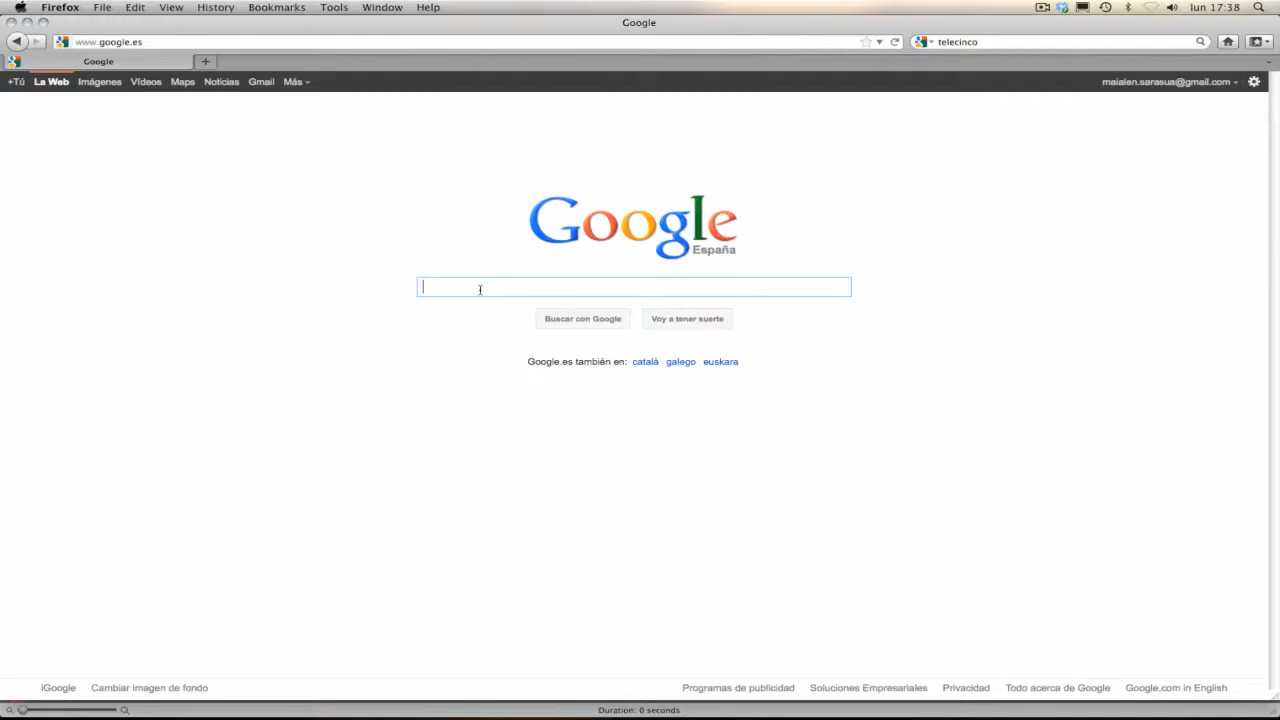 Firefox File Edit View History Bookmarks Tools Window Help lun 17:38
Google
www.google.es telecinco
Google
+Tú La Web Imágenes Vídeos Maps Noticias Gmail Más maialen.sarasua@gmail.com
Google
España
Buscar con Google Voy a tener suerte
Google.es también en: català galego euskara
iGoogle Cambiar imagen de fondo Programas de publicidad Soluciones Empresariales Privacidad Todo acerca de Google Google.com in English
Duration: 0 seconds